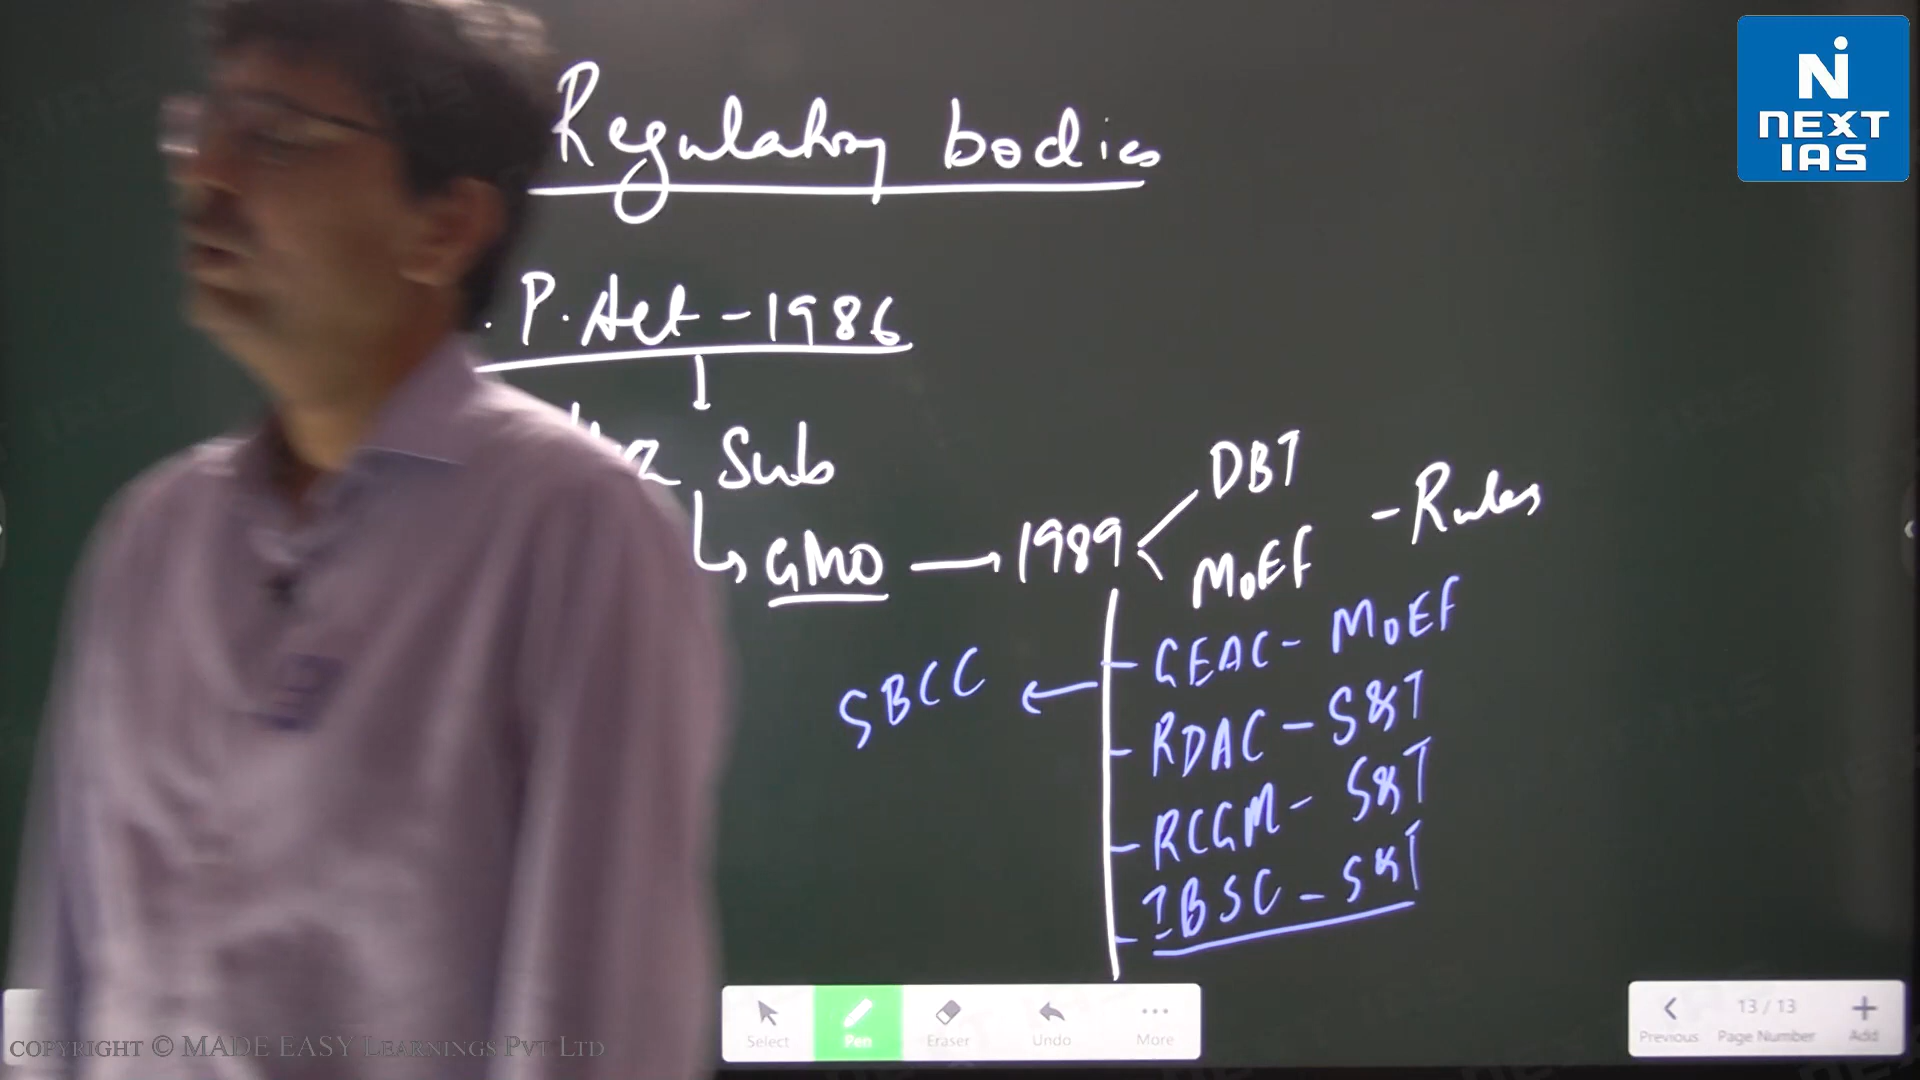 NEXT
IAS
Regulatory bodies
. P. Act - 1986
Sub
GMO → 1989
DBT
MoEF
- Rules
SBCC
GEAC - MoEF
RDAC - S&T
RCGM - S&T
IBSC - S&T
Select
Pen
Eraser
Undo
More
Previous
13 / 13
Page Number
Add
COPYRIGHT © MADE EASY LEARNINGS PVT LTD